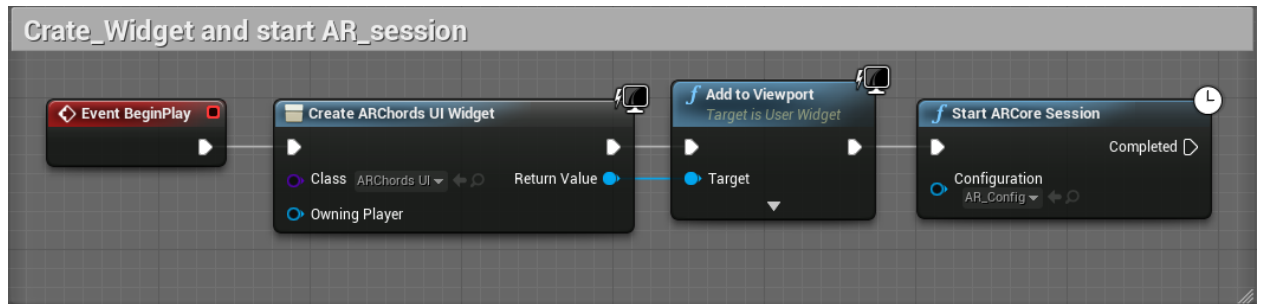 Crate_Widget and start AR_session
Event BeginPlay
Create ARChords UI Widget
Class ARChords UI
Return Value
Owning Player
f Add to Viewport
Target is User Widget
Target
f Start ARCore Session
Completed
Configuration
AR_Config